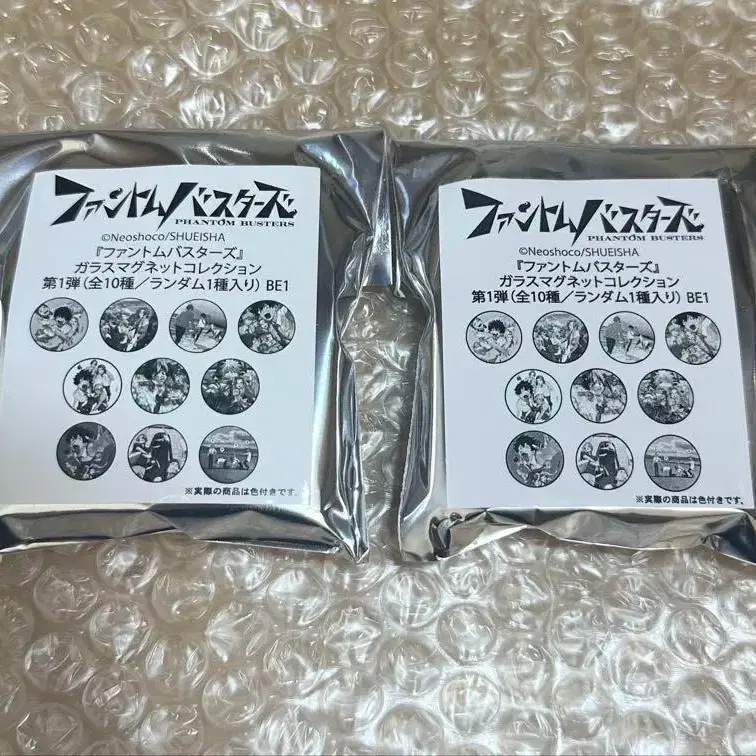 ファントムバスターズ
PHANTOM BUSTERS
©Neoshoco/SHUEISHA
『ファントムバスターズ』
ガラスマグネットコレクション
第1弾(全10種/ランダム1種入り) BE1
※実際の商品は色付きです。
ファントムバスターズ
PHANTOM BUSTERS
©Neoshoco/SHUEISHA
『ファントムバスターズ』
ガラスマグネットコレクション
第1弾(全10種/ランダム1種入り) BE1
※実際の商品は色付きです。